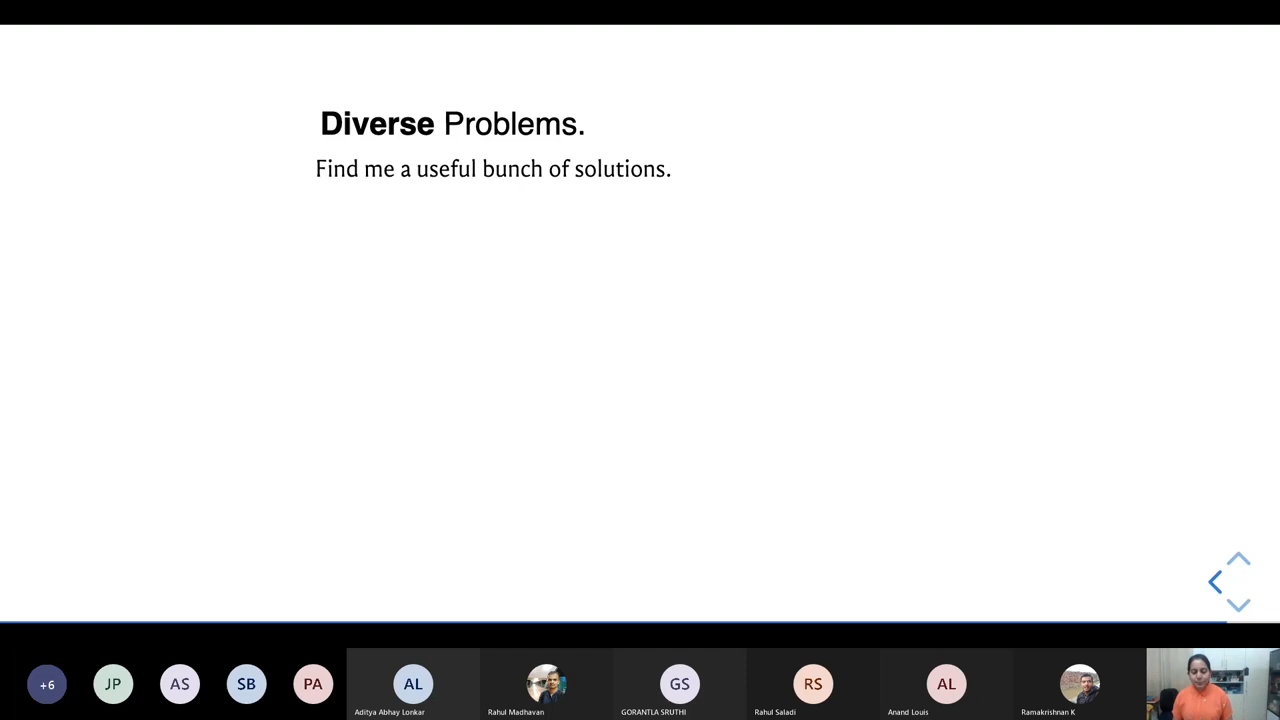 Diverse Problems.
Find me a useful bunch of solutions.
+6
JP
AS
SB
PA
AL
GS
RS
AL
Aditya Abhay Lonkar
Rahul Madhavan
GORANTLA SRUTHI
Rahul Saladi
Anand Louis
Ramakrishnan K